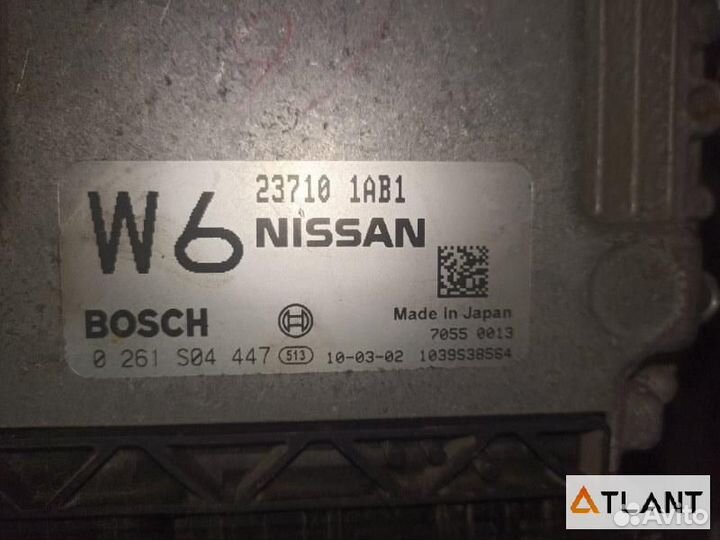 23710 1AB1
W6 NISSAN
BOSCH
Made in Japan
7055 0013
0 261 S04 447 513 10-03-02 1039S38564
ATLANT
Avito